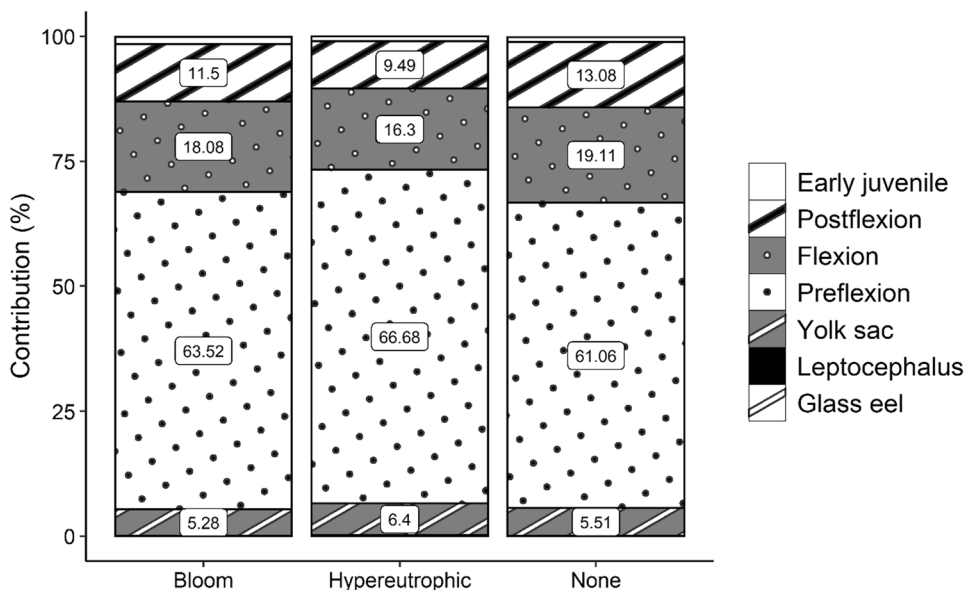 Contribution (%)
100
75
50
25
0
11.5
18.08
63.52
5.28
9.49
16.3
66.68
6.4
13.08
19.11
61.06
5.51
Bloom
Hypereutrophic
None
Early juvenile
Postflexion
Flexion
Preflexion
Yolk sac
Leptocephalus
Glass eel